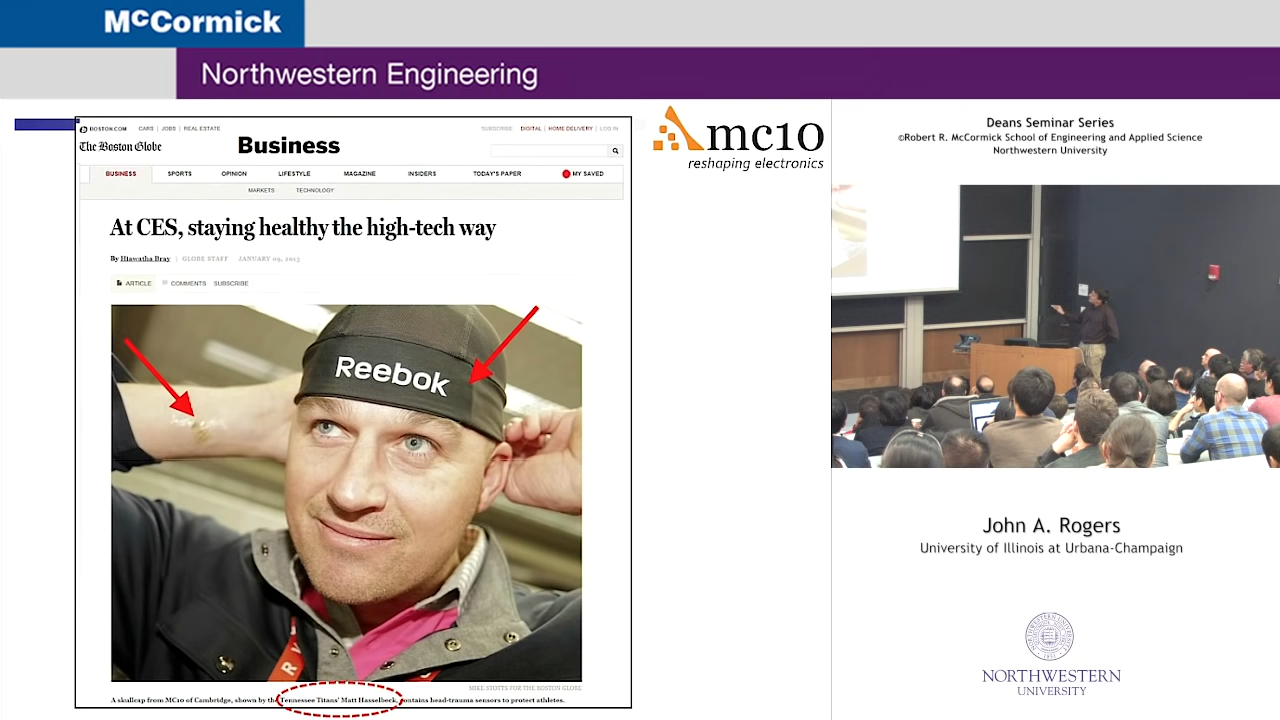 McCormick
Northwestern Engineering
BOSTON.COM CARS | JOBS | REAL ESTATE
SUBSCRIBE: DIGITAL | HOME DELIVERY | LOG IN
The Boston Globe
Business
BUSINESS SPORTS OPINION LIFESTYLE MAGAZINE INSIDERS TODAY'S PAPER MY SAVED
MARKETS TECHNOLOGY
At CES, staying healthy the high-tech way
By Hiawatha Bray | GLOBE STAFF JANUARY 09, 2013
ARTICLE COMMENTS SUBSCRIBE
Reebok
MIKE STOTTS FOR THE BOSTON GLOBE
A skullcap from MC10 of Cambridge, shown by the Tennessee Titans' Matt Hasselbeck, contains head-trauma sensors to protect athletes.
mc10
reshaping electronics
Deans Seminar Series
©Robert R. McCormick School of Engineering and Applied Science
Northwestern University
John A. Rogers
University of Illinois at Urbana-Champaign
NORTHWESTERN
UNIVERSITY